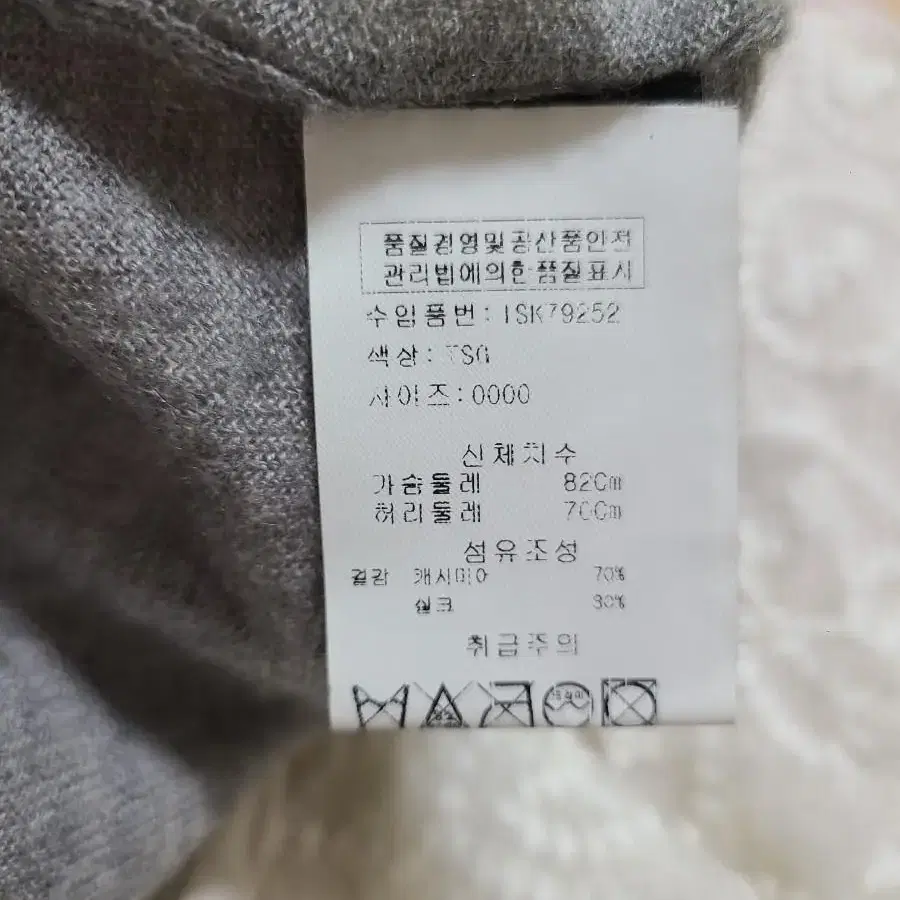 품질경영및공산품안전
관리법에의한품질표시
수입품번:ISK79252
색상:TSG
사이즈:0000
신체치수
가슴둘레 82Cm
허리둘레 70Cm
섬유조성
겉감 캐시미아 70%
실크 30%
취급주의